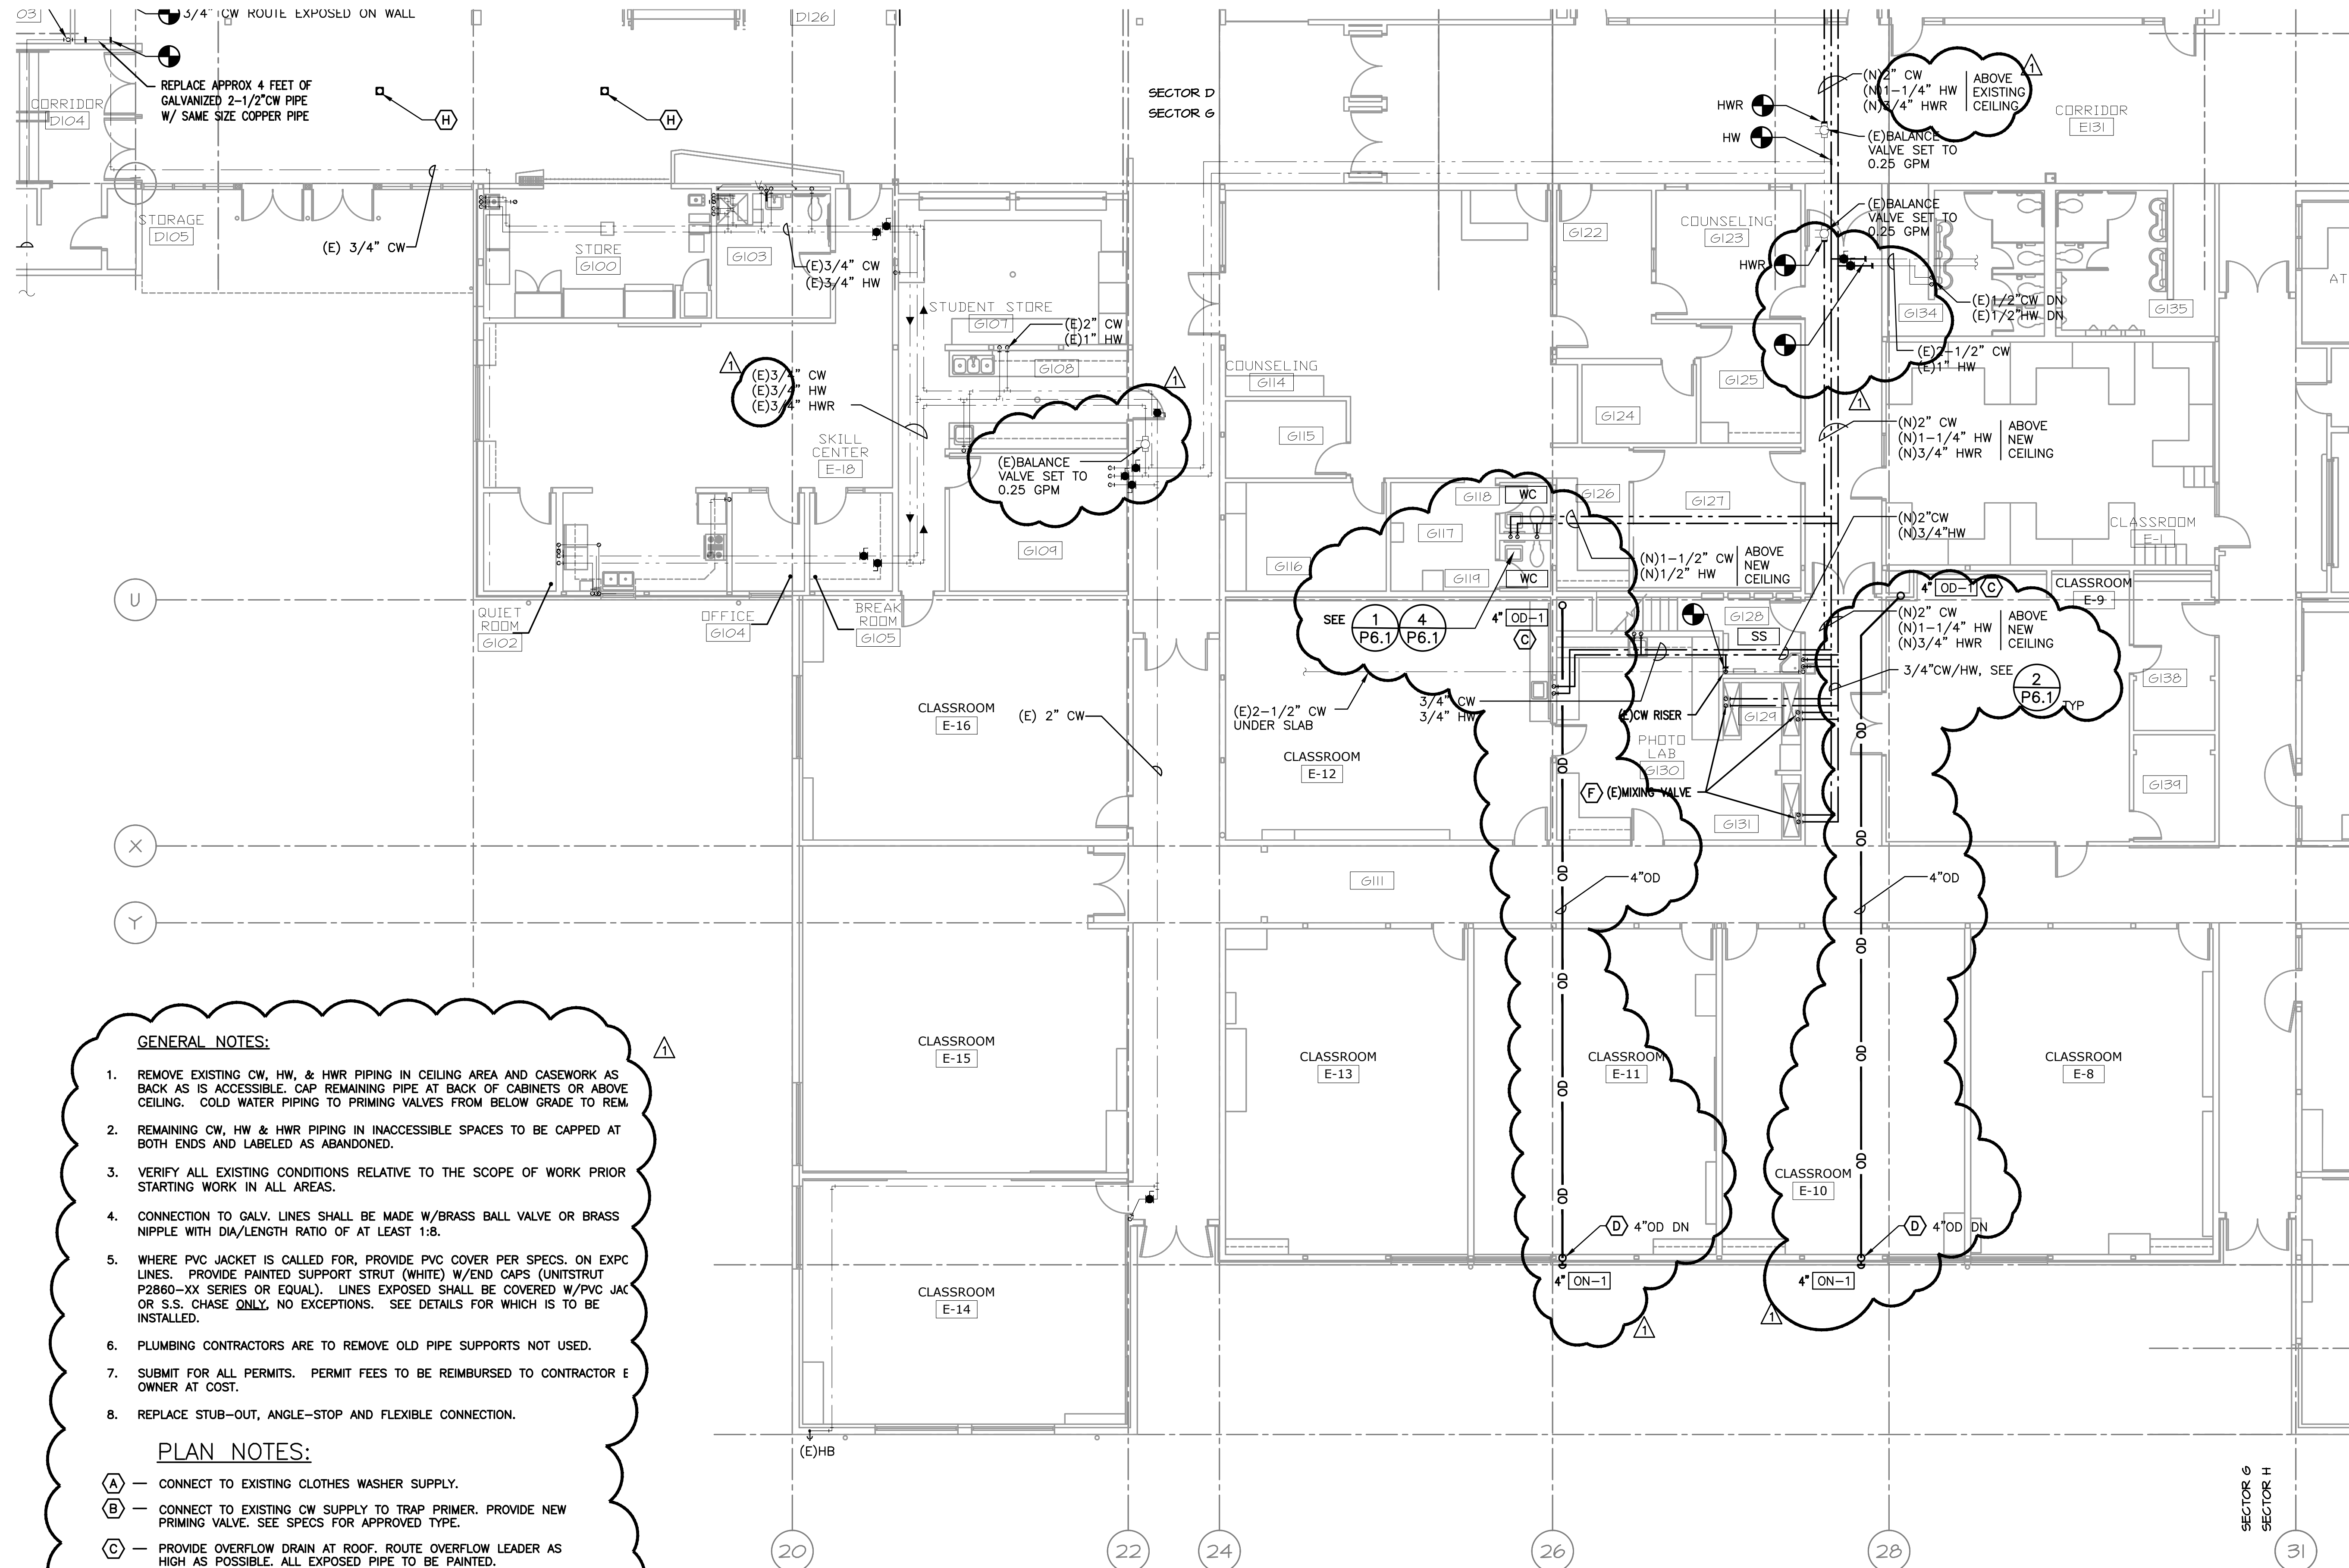 03
3/4" CW ROUTE EXPOSED ON WALL
D126
REPLACE APPROX 4 FEET OF
GALVANIZED 2-1/2"CW PIPE
W/ SAME SIZE COPPER PIPE
CORRIDOR
D104
H
H
SECTOR D
SECTOR G
HWR
HW
(N)2" CW
(N)1-1/4" HW
(N)3/4" HWR
ABOVE
EXISTING
CEILING
1
CORRIDOR
E131
(E)BALANCE
VALVE SET TO
0.25 GPM
STORAGE
D105
(E) 3/4" CW
STORE
G100
G103
(E)3/4" CW
(E)3/4" HW
STUDENT STORE
G107
(E)2" CW
(E)1" HW
G108
G122
COUNSELING
G123
(E)BALANCE
VALVE SET TO
0.25 GPM
HWR
(E)1/2"CW DN
(E)1/2"HW DN
G134
G135
AT
(E)2-1/2" CW
(E)1" HW
1
1
(E)3/4" CW
(E)3/4" HW
(E)3/4" HWR
1
COUNSELING
G114
G125
G124
G115
SKILL
CENTER
E-18
(E)BALANCE
VALVE SET TO
0.25 GPM
(N)2" CW
(N)1-1/4" HW
(N)3/4" HWR
ABOVE
NEW
CEILING
G118
WC
G126
G127
G117
(N)2"CW
(N)3/4"HW
CLASSROOM
E-1
G109
G116
G119
WC
(N)1-1/2" CW
(N)1/2" HW
ABOVE
NEW
CEILING
U
QUIET
ROOM
G102
OFFICE
G104
BREAK
ROOM
G105
SEE
1
P6.1
4
P6.1
4" OD-1
C
G128
SS
4" OD-1
C
CLASSROOM
E-9
(N)2" CW
(N)1-1/4" HW
(N)3/4" HWR
ABOVE
NEW
CEILING
3/4"CW/HW, SEE
2
P6.1
TYP
G138
CLASSROOM
E-16
(E) 2" CW
(E)2-1/2" CW
UNDER SLAB
3/4" CW
3/4" HW
(E)CW RISER
G129
PHOTO
LAB
G130
CLASSROOM
E-12
F
(E)MIXING VALVE
G131
G139
OD
OD
X
OD
OD
G111
4"OD
4"OD
Y
OD
OD
GENERAL NOTES:
1
1. REMOVE EXISTING CW, HW, & HWR PIPING IN CEILING AREA AND CASEWORK AS
BACK AS IS ACCESSIBLE. CAP REMAINING PIPE AT BACK OF CABINETS OR ABOVE
CEILING. COLD WATER PIPING TO PRIMING VALVES FROM BELOW GRADE TO REM
2. REMAINING CW, HW & HWR PIPING IN INACCESSIBLE SPACES TO BE CAPPED AT
BOTH ENDS AND LABELED AS ABANDONED.
3. VERIFY ALL EXISTING CONDITIONS RELATIVE TO THE SCOPE OF WORK PRIOR
STARTING WORK IN ALL AREAS.
4. CONNECTION TO GALV. LINES SHALL BE MADE W/BRASS BALL VALVE OR BRASS
NIPPLE WITH DIA/LENGTH RATIO OF AT LEAST 1:8.
5. WHERE PVC JACKET IS CALLED FOR, PROVIDE PVC COVER PER SPECS. ON EXPO
LINES. PROVIDE PAINTED SUPPORT STRUT (WHITE) W/END CAPS (UNITSTRUT
P2860-XX SERIES OR EQUAL). LINES EXPOSED SHALL BE COVERED W/PVC JAC
OR S.S. CHASE ONLY, NO EXCEPTIONS. SEE DETAILS FOR WHICH IS TO BE
INSTALLED.
6. PLUMBING CONTRACTORS ARE TO REMOVE OLD PIPE SUPPORTS NOT USED.
7. SUBMIT FOR ALL PERMITS. PERMIT FEES TO BE REIMBURSED TO CONTRACTOR B
OWNER AT COST.
8. REPLACE STUB-OUT, ANGLE-STOP AND FLEXIBLE CONNECTION.
PLAN NOTES:
A — CONNECT TO EXISTING CLOTHES WASHER SUPPLY.
B — CONNECT TO EXISTING CW SUPPLY TO TRAP PRIMER. PROVIDE NEW
PRIMING VALVE. SEE SPECS FOR APPROVED TYPE.
C — PROVIDE OVERFLOW DRAIN AT ROOF. ROUTE OVERFLOW LEADER AS
HIGH AS POSSIBLE. ALL EXPOSED PIPE TO BE PAINTED.
CLASSROOM
E-15
CLASSROOM
E-13
CLASSROOM
E-11
CLASSROOM
E-8
OD
OD
OD
OD
CLASSROOM
E-10
D 4"OD DN
D 4"OD DN
4" ON-1
4" ON-1
1
1
CLASSROOM
E-14
(E)HB
SECTOR G
SECTOR H
20
22
24
26
28
31